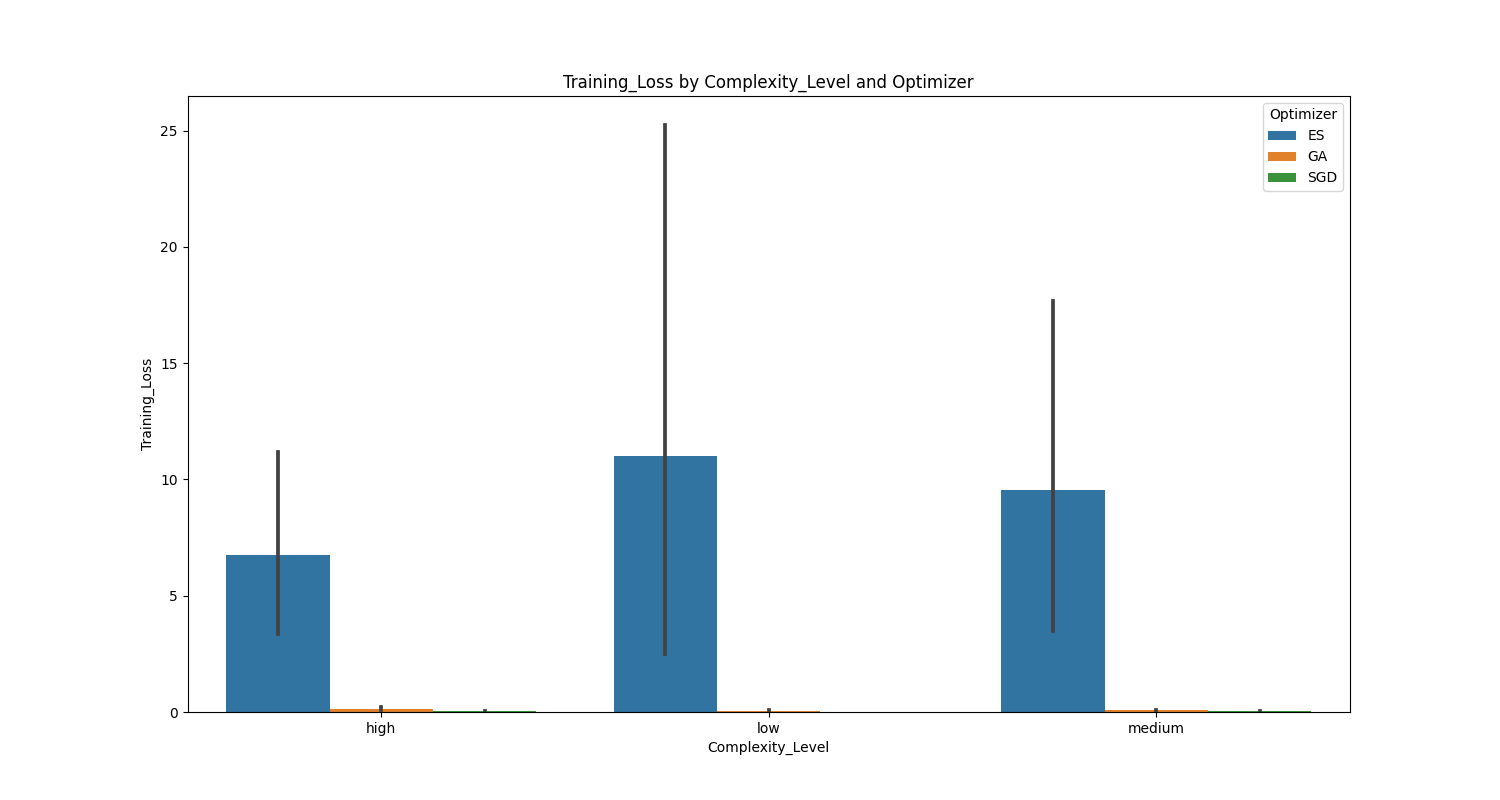 Training_Loss by Complexity_Level and Optimizer
Optimizer
ES
GA
SGD
25
20
15
10
5
0
Training_Loss
high
low
medium
Complexity_Level